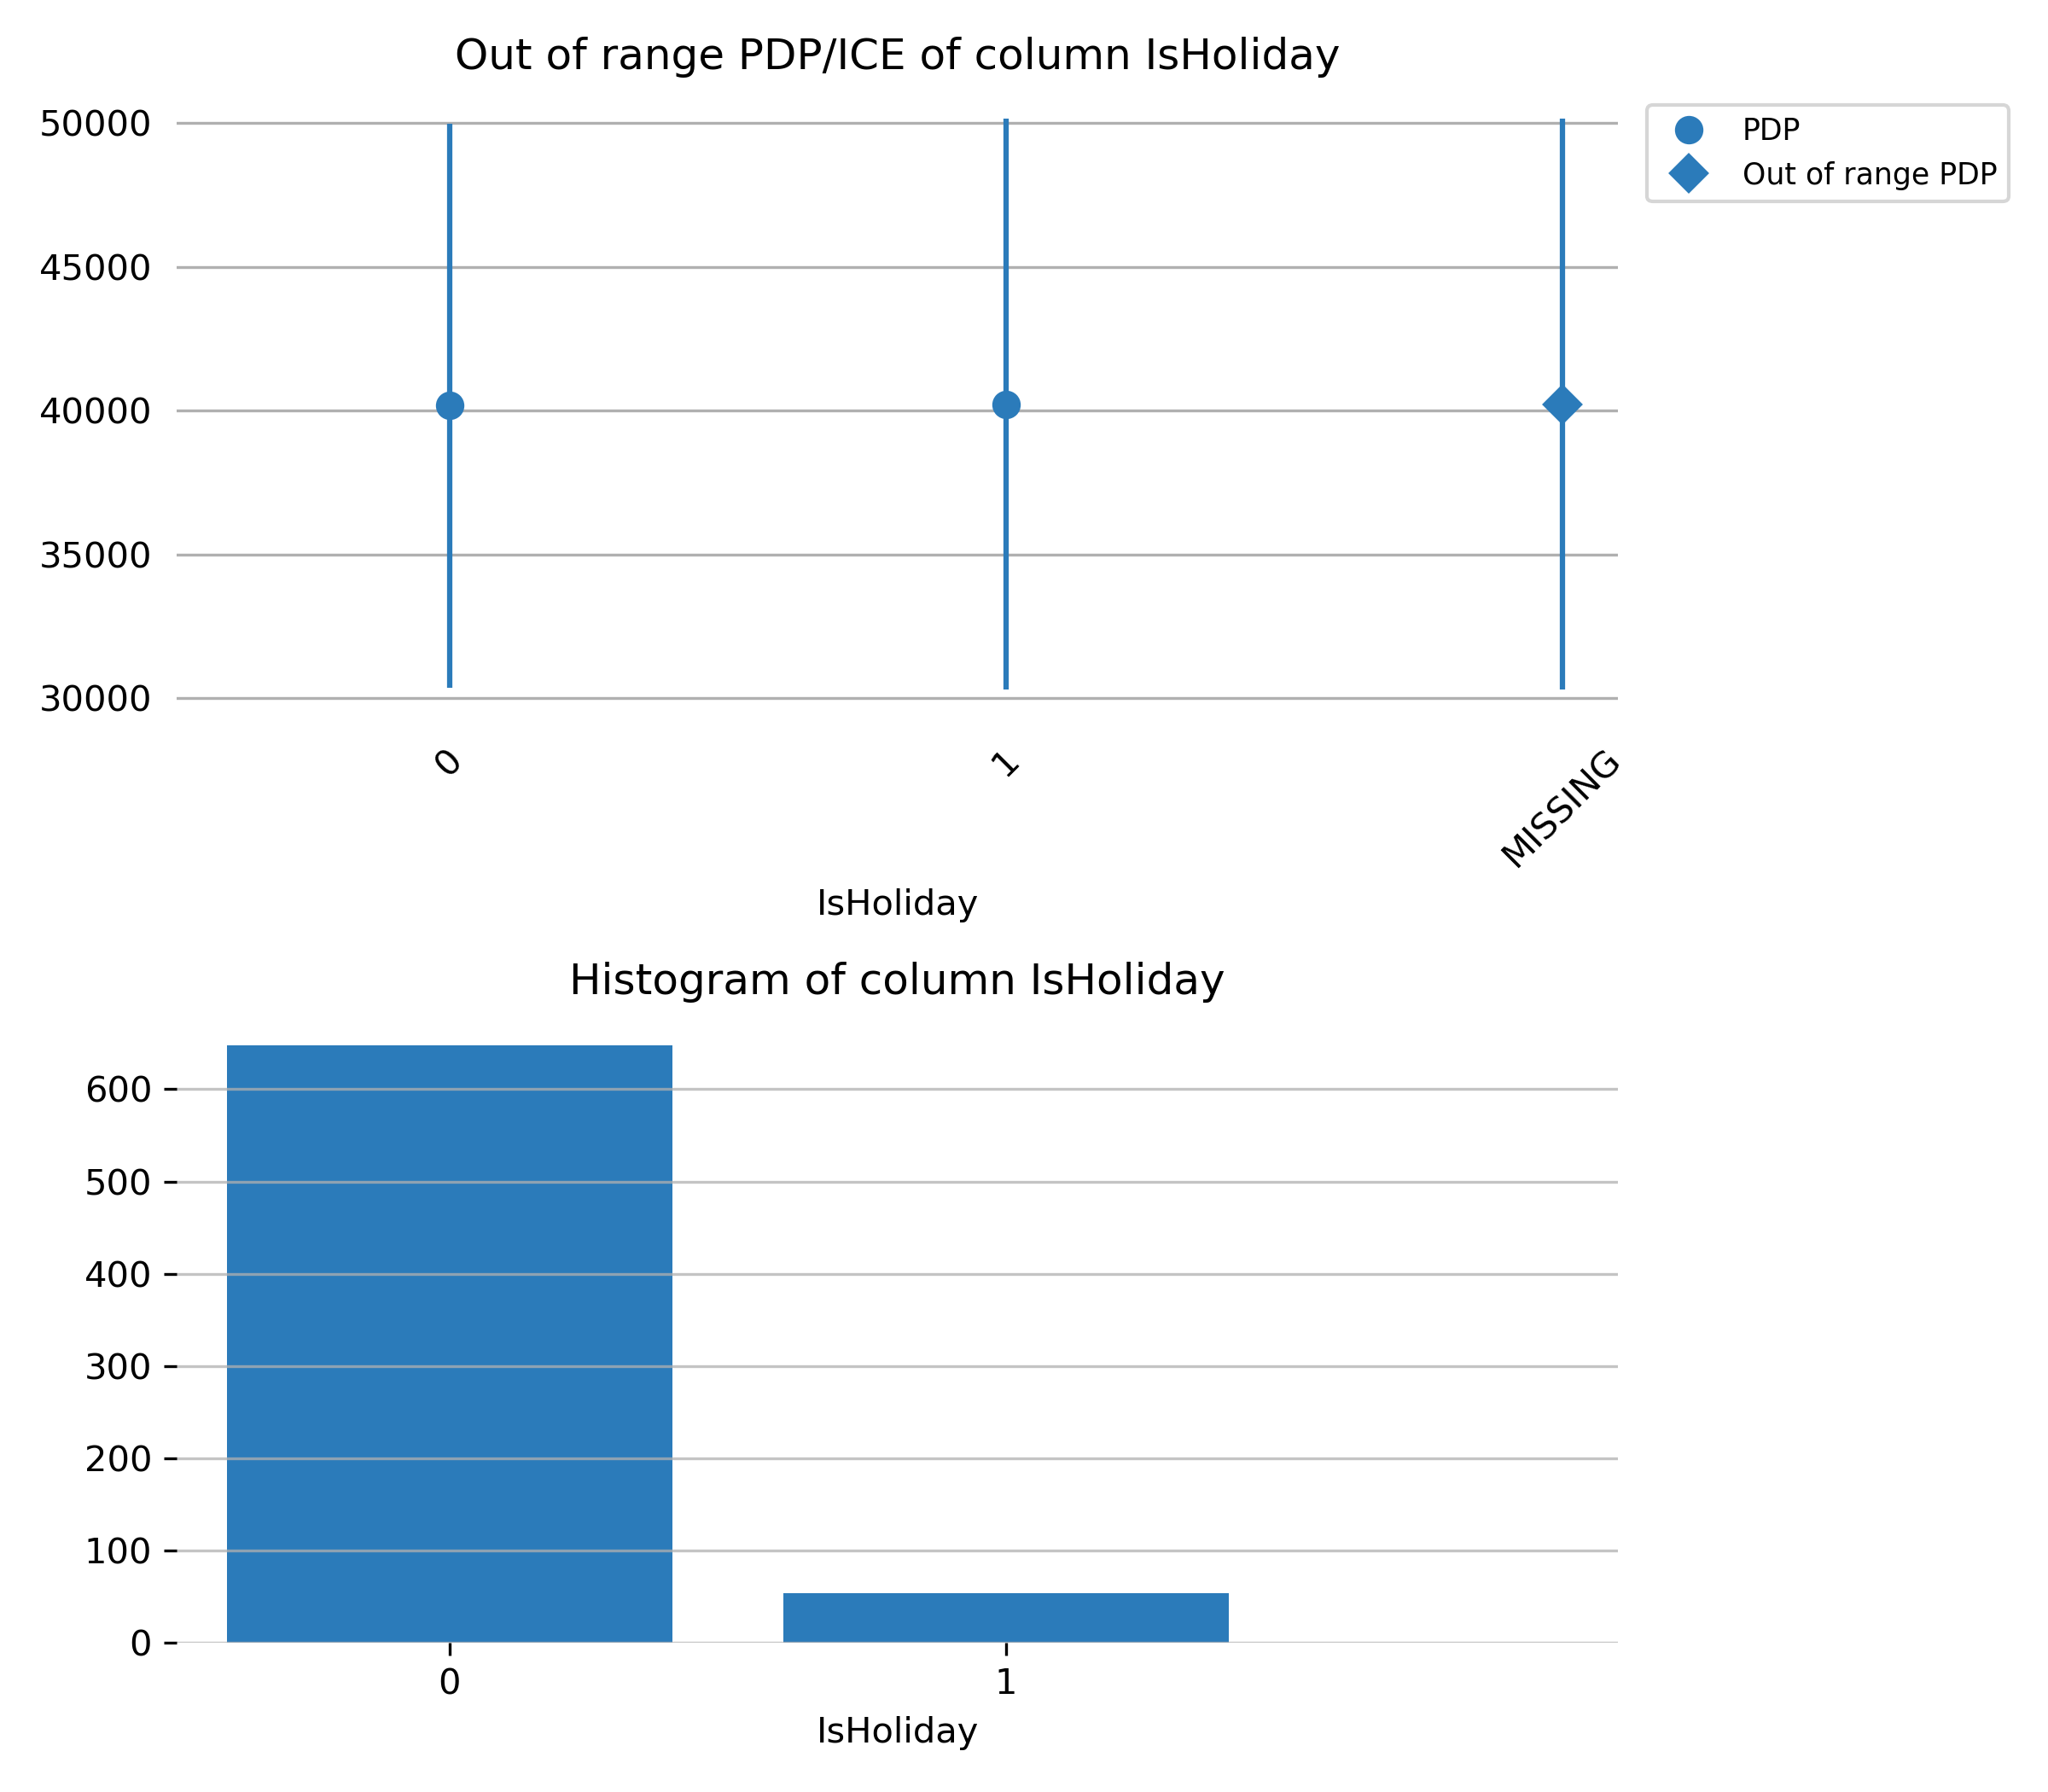 Out of range PDP/ICE of column IsHoliday
50000
45000
40000
35000
30000
PDP
Out of range PDP
0
1
MISSING
IsHoliday
Histogram of column IsHoliday
600
500
400
300
200
100
0
0
1
IsHoliday